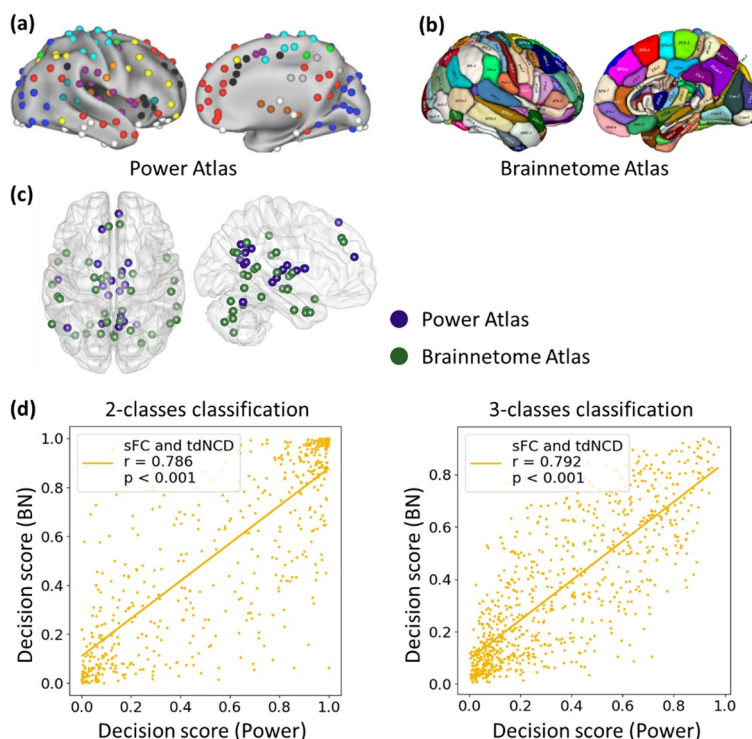 (a)
(b)
Power Atlas
Brainnetome Atlas
(c)
Power Atlas
Brainnetome Atlas
(d)
2-classes classification
3-classes classification
sFC and tdNCD
r = 0.786
p < 0.001
1.0
0.8
0.6
0.4
0.2
0.0
Decision score (BN)
0.0 0.2 0.4 0.6 0.8 1.0
Decision score (Power)
sFC and tdNCD
r = 0.792
p < 0.001
1.0
0.8
0.6
0.4
0.2
0.0
Decision score (BN)
0.0 0.2 0.4 0.6 0.8 1.0
Decision score (Power)